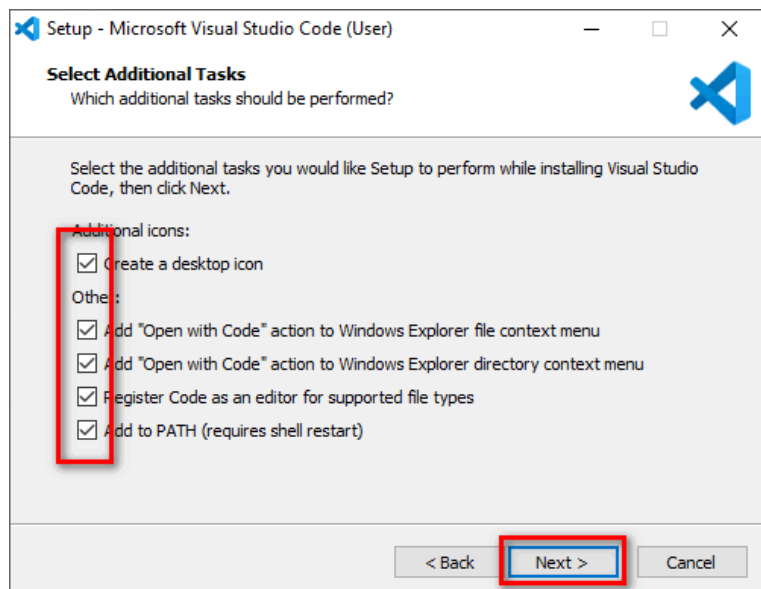 Setup - Microsoft Visual Studio Code (User)
Select Additional Tasks
Which additional tasks should be performed?
Select the additional tasks you would like Setup to perform while installing Visual Studio
Code, then click Next.
Additional icons:
Create a desktop icon
Other:
Add "Open with Code" action to Windows Explorer file context menu
Add "Open with Code" action to Windows Explorer directory context menu
Register Code as an editor for supported file types
Add to PATH (requires shell restart)
< Back
Next >
Cancel